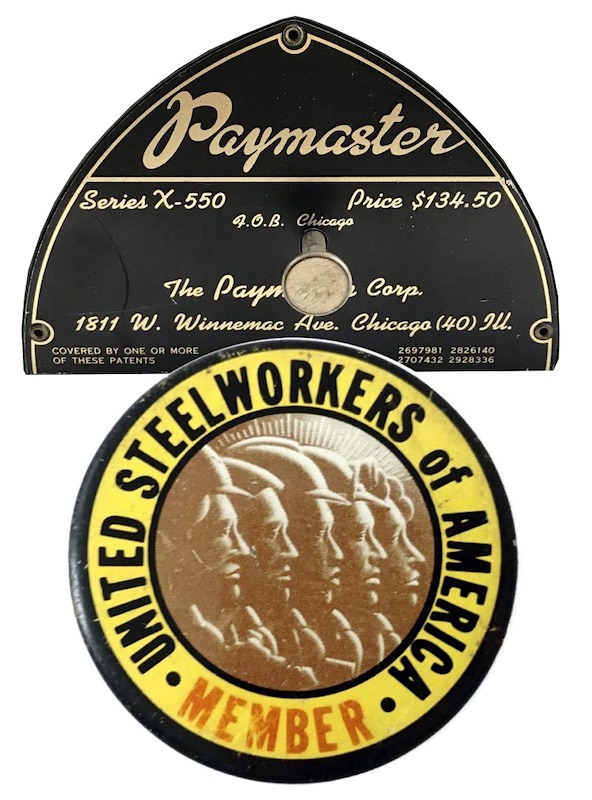 Paymaster
Series X-550 Price $134.50
F.O.B. Chicago
The Corp.
1811 W. Winnemac Ave. Chicago (40) Ill.
COVERED BY ONE OR MORE 2697981 2826140
OF THESE PATENTS 2707432 2928336
UNITED STEELWORKERS of AMERICA
• MEMBER •